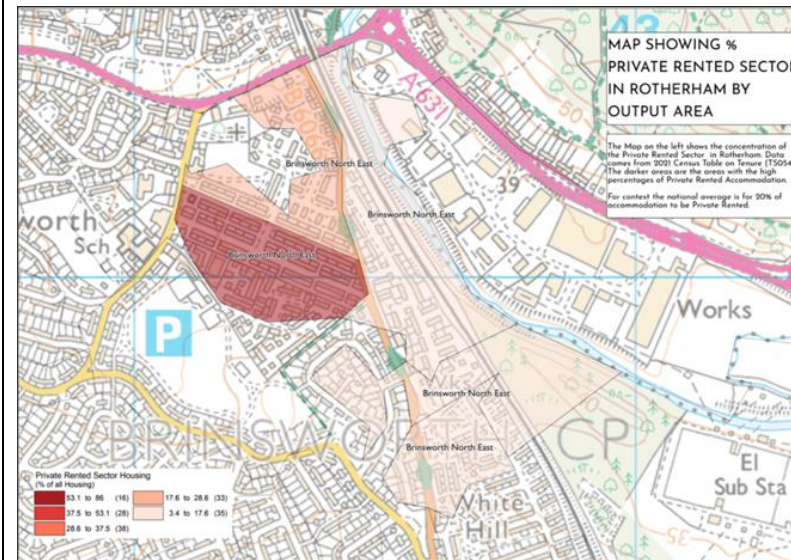 43
MAP SHOWING %
PRIVATE RENTED SECTOR
IN ROTHERHAM BY
OUTPUT AREA
A 631
50
The Map on the left shows the concentration of
the Private Rented Sector in Rotherham. Data
comes from 2021 Census Table on Tenure (TS054)
The darker areas are the areas with the high
percentages of Private Rented Accommodation.
For context the national average is for 20% of
accommodation to be Private Rented.
Brinsworth North East
39
Brinsworth North East
worth
Sch
Brinsworth North East
Works
P
Brinsworth North East
BRINSWORTH CP
Brinsworth North East
El
Sub Sta
White
Hill
35
Private Rented Sector Housing
(% of all Housing)
53.1 to 86 (16)
17.6 to 28.6 (33)
37.5 to 53.1 (28)
3.4 to 17.6 (35)
28.6 to 37.5 (38)